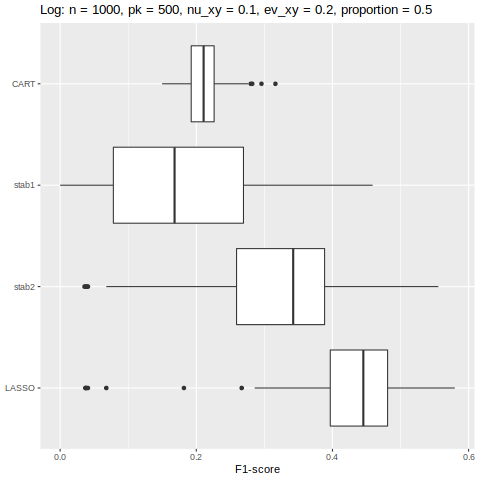 Log: n = 1000, pk = 500, nu_xy = 0.1, ev_xy = 0.2, proportion = 0.5
CART
stab1
stab2
LASSO
0.0 0.2 0.4 0.6
F1-score